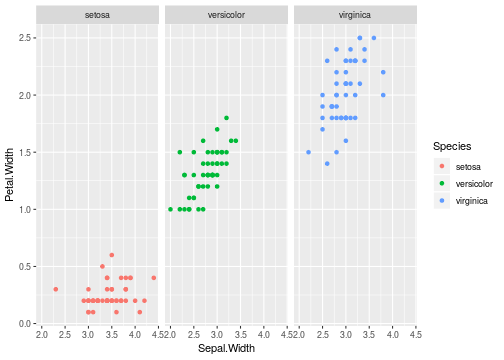 setosa versicolor virginica
2.5
2.0
1.5
1.0
0.5
0.0
Petal.Width
2.0 2.5 3.0 3.5 4.0 4.5 2.0 2.5 3.0 3.5 4.0 4.5 2.0 2.5 3.0 3.5 4.0 4.5
Sepal.Width
Species
setosa
versicolor
virginica